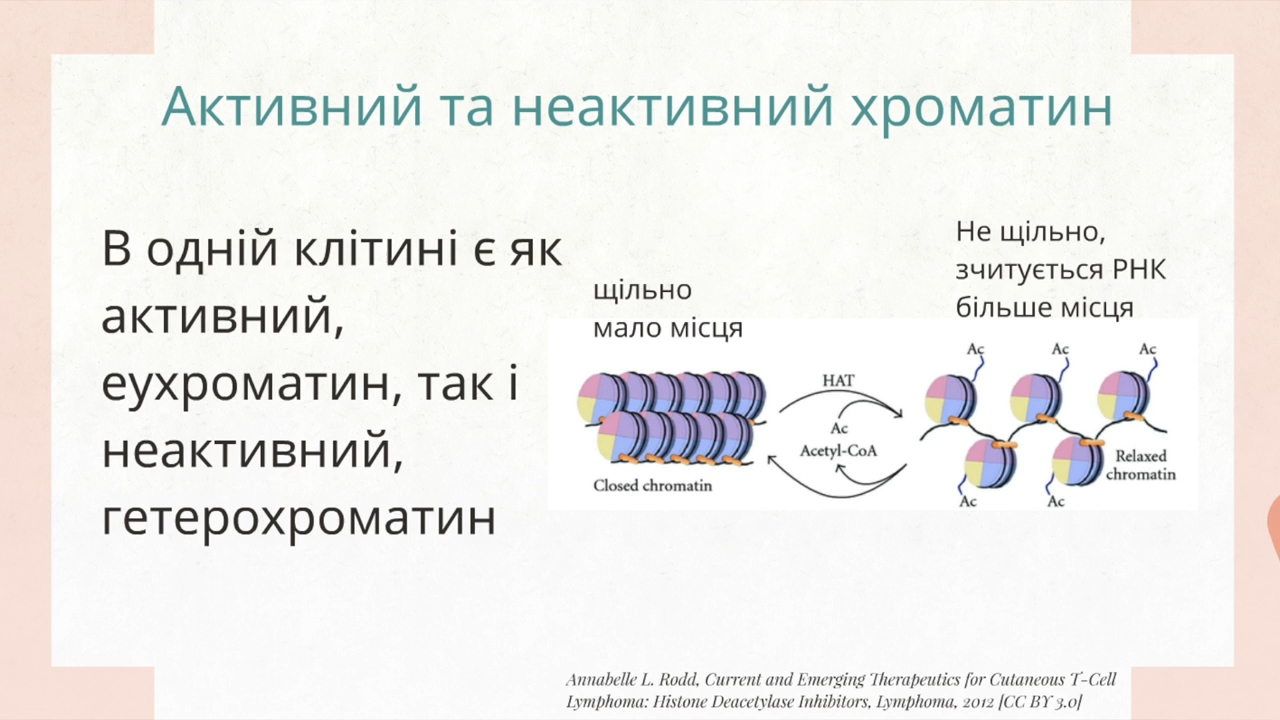 Активний та неактивний хроматин
В одній клітині є як
активний,
еухроматин, так і
неактивний,
гетерохроматин
щільно
мало місця
Не щільно,
зчитується РНК
більше місця
HAT
Ac
Acetyl-CoA
Closed chromatin
Ac
Ac
Ac
Relaxed
chromatin
Ac
Ac
Annabelle L. Rodd, Current and Emerging Therapeutics for Cutaneous T-Cell
Lymphoma: Histone Deacetylase Inhibitors, Lymphoma, 2012 [CC BY 3.0]